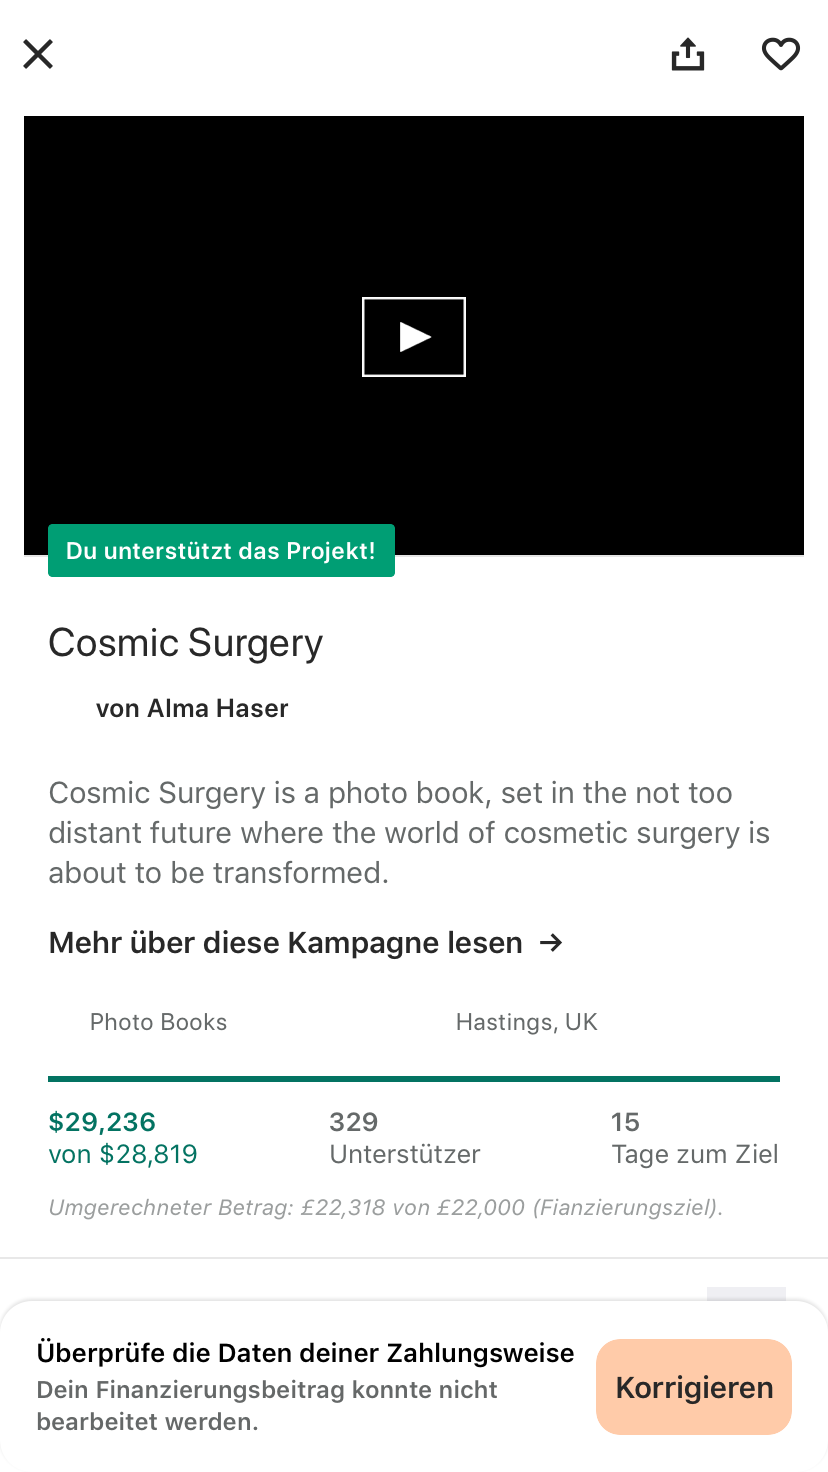 Du unterstützt das Projekt!
Cosmic Surgery
von Alma Haser
Cosmic Surgery is a photo book, set in the not too
distant future where the world of cosmetic surgery is
about to be transformed.
Mehr über diese Kampagne lesen →
Photo Books
Hastings, UK
$29,236
von $28,819
329
Unterstützer
15
Tage zum Ziel
Umgerechneter Betrag: £22,318 von £22,000 (Fianzierungsziel).
Überprüfe die Daten deiner Zahlungsweise
Dein Finanzierungsbeitrag konnte nicht
bearbeitet werden.
Korrigieren